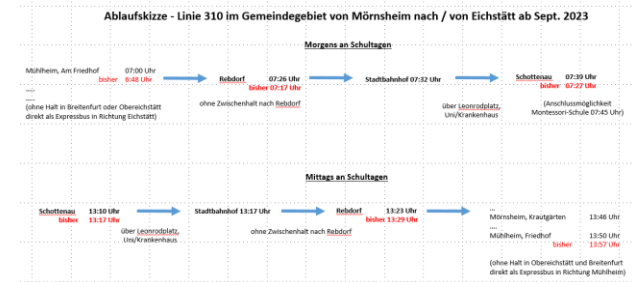 Ablaufskizze - Linie 310 im Gemeindegebiet von Mörnsheim nach / von Eichstätt ab Sept. 2023
Morgens an Schultagen
Mühlheim, Am Friedhof 07:00 Uhr
bisher 6:48 Uhr
....
....
(ohne Halt in Breitenfurt oder Obereichstätt
direkt als Expressbus in Richtung Eichstätt)
Rebdorf 07:26 Uhr
bisher 07:17 Uhr
ohne Zwischenhalt nach Rebdorf
Stadtbahnhof 07:32 Uhr
über Leonrodplatz,
Uni/Krankenhaus
Schottenau 07:39 Uhr
bisher 07:27 Uhr
(Anschlussmöglichkeit
Montessori-Schule 07:45 Uhr)
Mittags an Schultagen
Schottenau 13:10 Uhr
bisher 13:17 Uhr
über Leonrodplatz,
Uni/Krankenhaus
Stadtbahnhof 13:17 Uhr
ohne Zwischenhalt nach Rebdorf
Rebdorf 13:23 Uhr
bisher 13:29 Uhr
...
Mörnsheim, Krautgärten 13:46 Uhr
....
Mühlheim, Friedhof 13:50 Uhr
bisher 13:57 Uhr
(ohne Halt in Obereichstätt und Breitenfurt
direkt als Expressbus in Richtung Mühlheim)